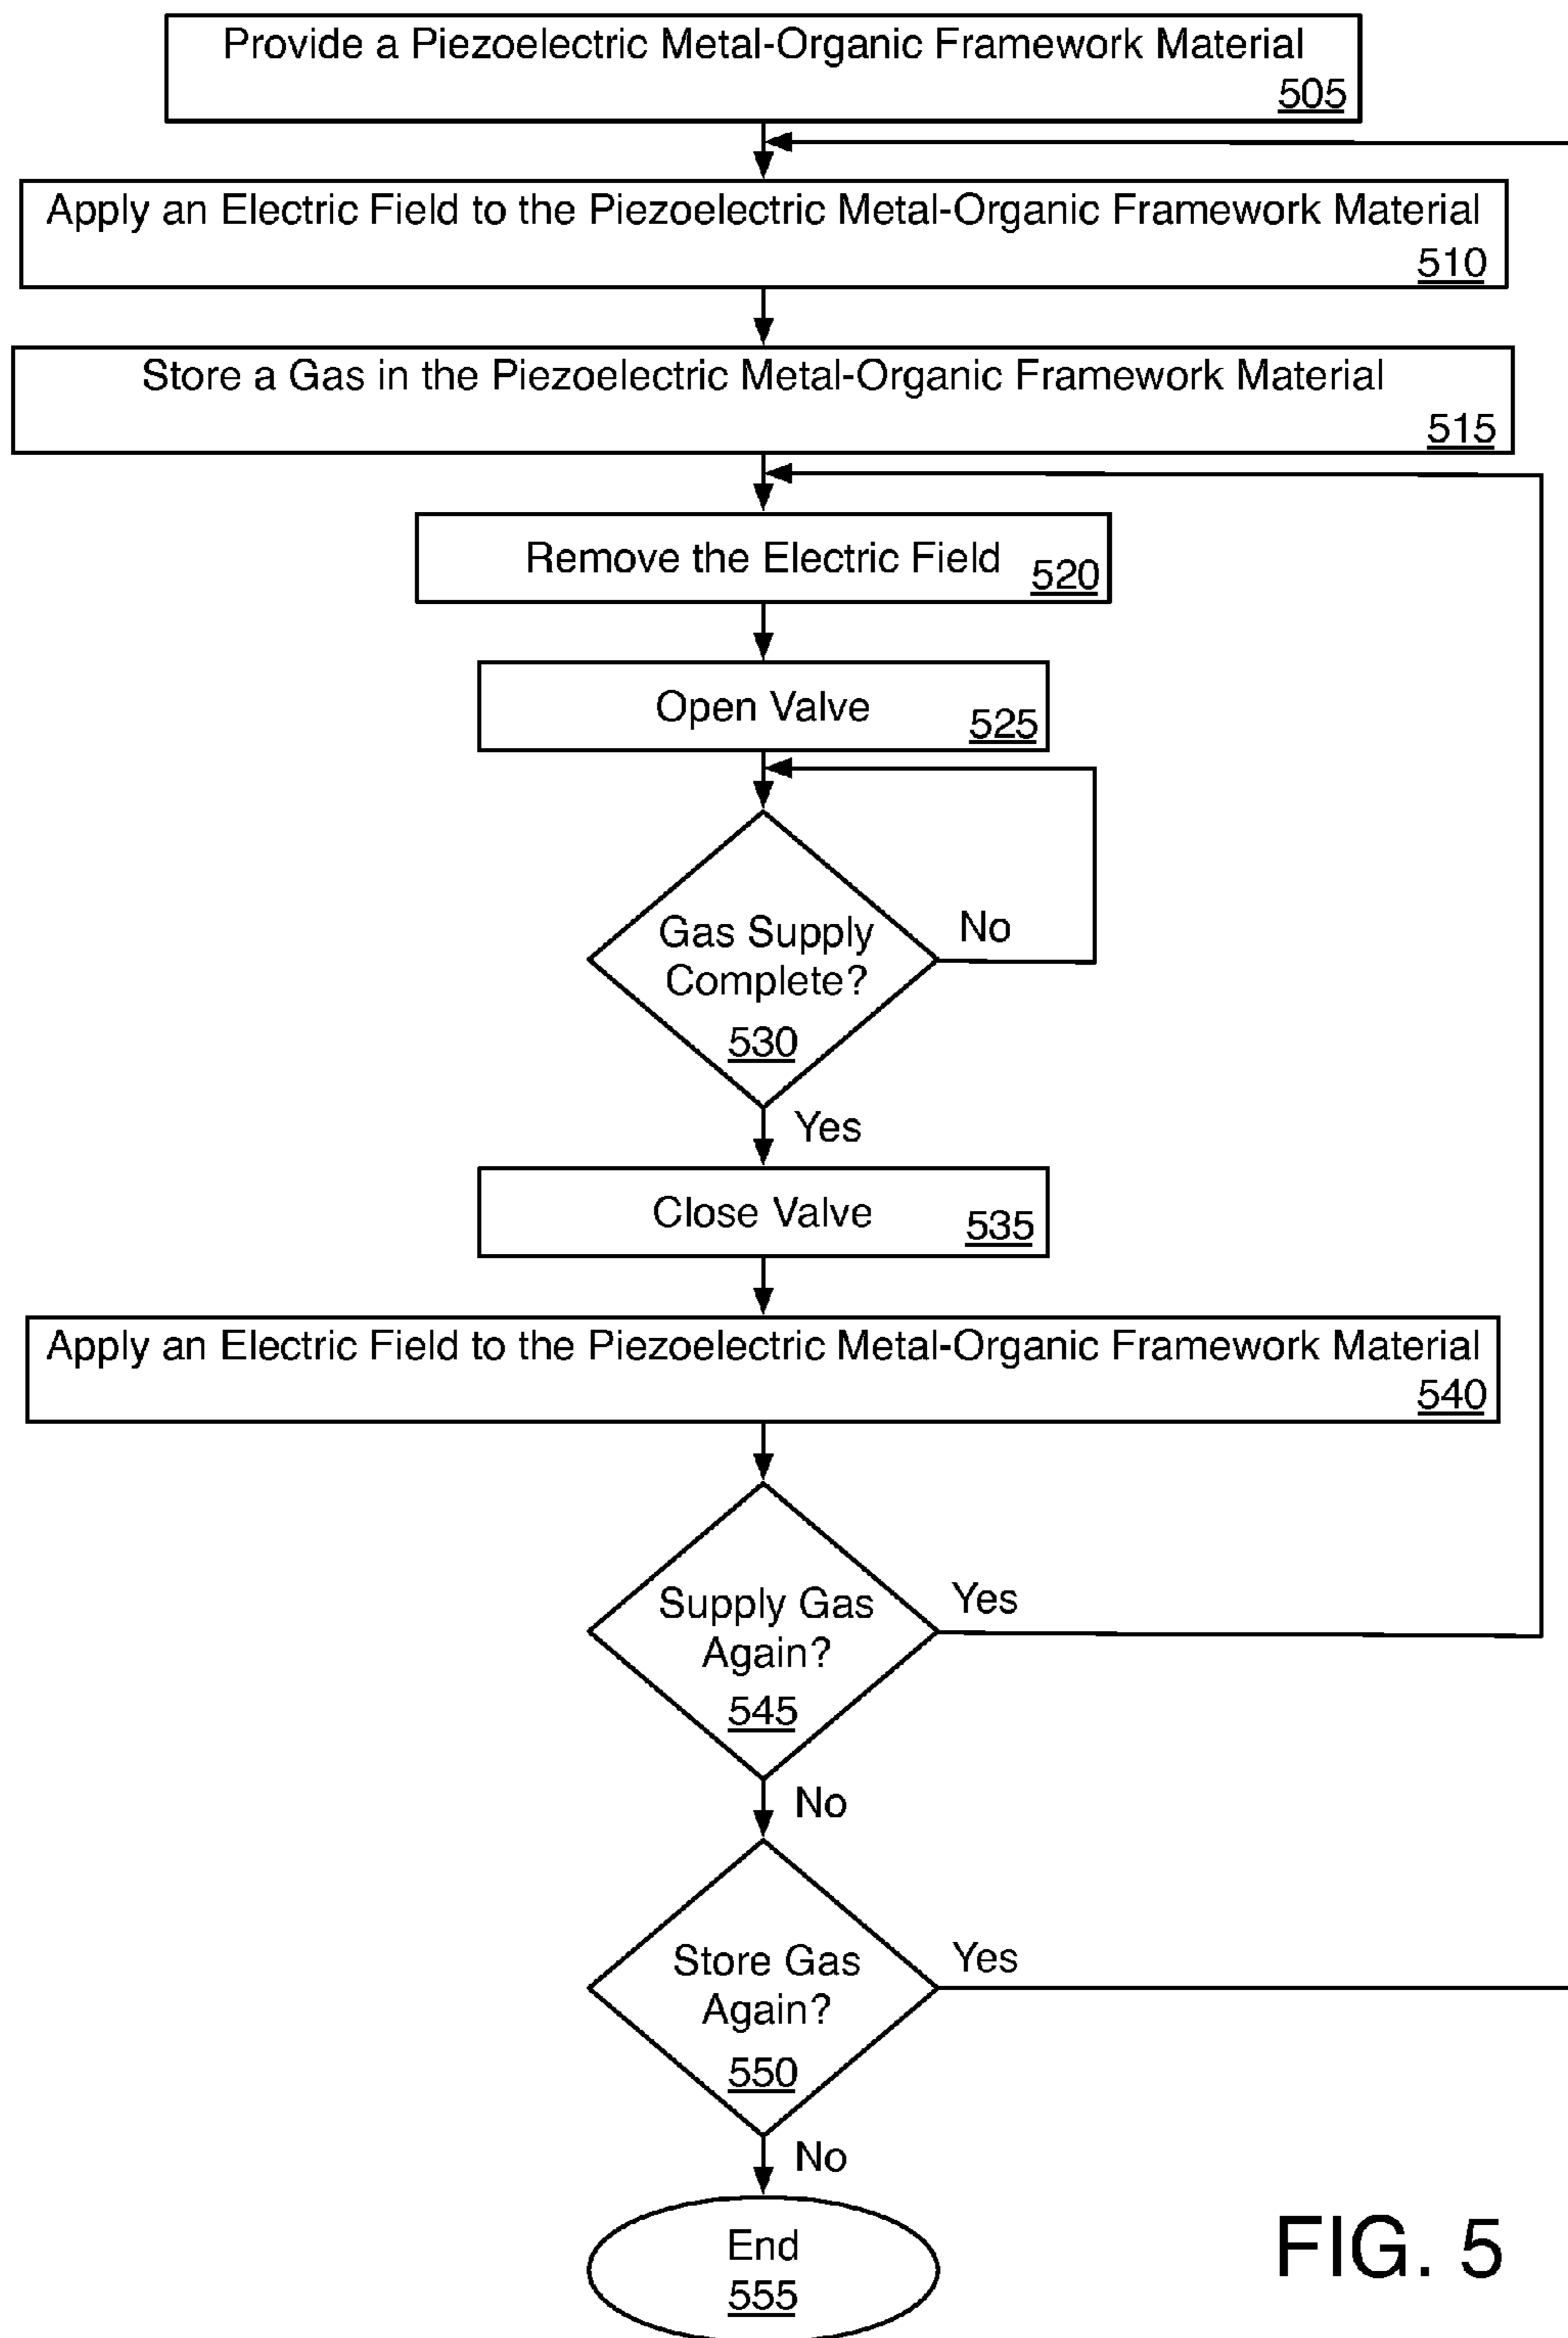 Provide a Piezoelectric Metal-Organic Framework Material
505
Apply an Electric Field to the Piezoelectric Metal-Organic Framework Material
510
Store a Gas in the Piezoelectric Metal-Organic Framework Material
515
Remove the Electric Field
520
Open Valve
525
Gas Supply
Complete?
530
No
Yes
Close Valve
535
Apply an Electric Field to the Piezoelectric Metal-Organic Framework Material
540
Supply Gas
Again?
545
Yes
No
Store Gas
Again?
550
Yes
No
End
555
FIG. 5